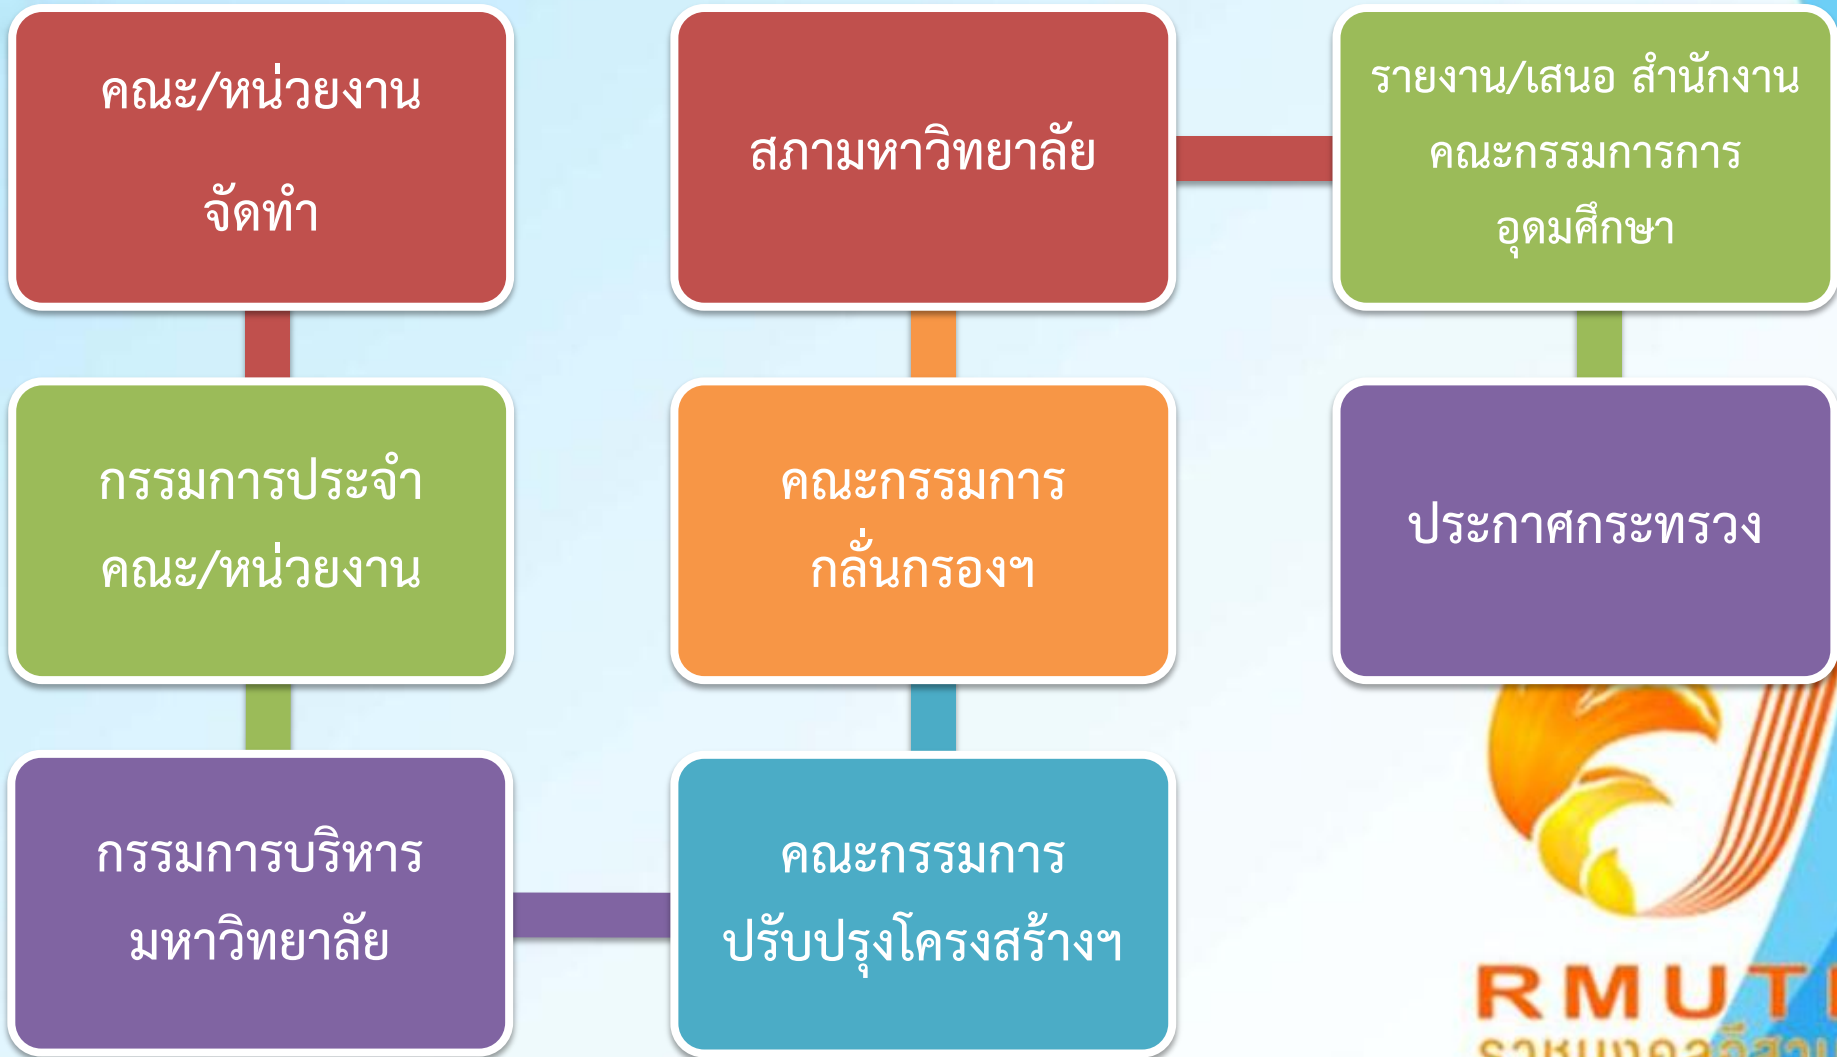 คณะ/หน่วยงาน
จัดทำ
กรรมการประจำ
คณะ/หน่วยงาน
กรรมการบริหาร
มหาวิทยาลัย
คณะกรรมการ
ปรับปรุงโครงสร้างฯ
คณะกรรมการ
กลั่นกรองฯ
สภามหาวิทยาลัย
รายงาน/เสนอ สำนักงาน
คณะกรรมการการ
อุดมศึกษา
ประกาศกระทรวง
RMUT